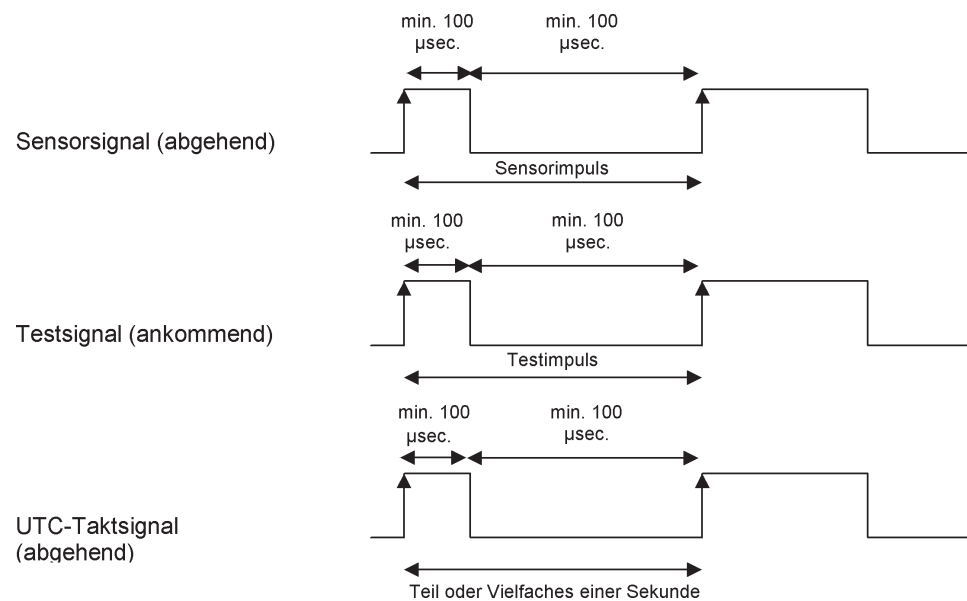 min. 100 min. 100
µsec. µsec.
Sensorsignal (abgehend)
Sensorimpuls
min. 100 min. 100
µsec. µsec.
Testsignal (ankommend)
Testimpuls
min. 100 min. 100
µsec. µsec.
UTC-Taktsignal
(abgehend)
Teil oder Vielfaches einer Sekunde